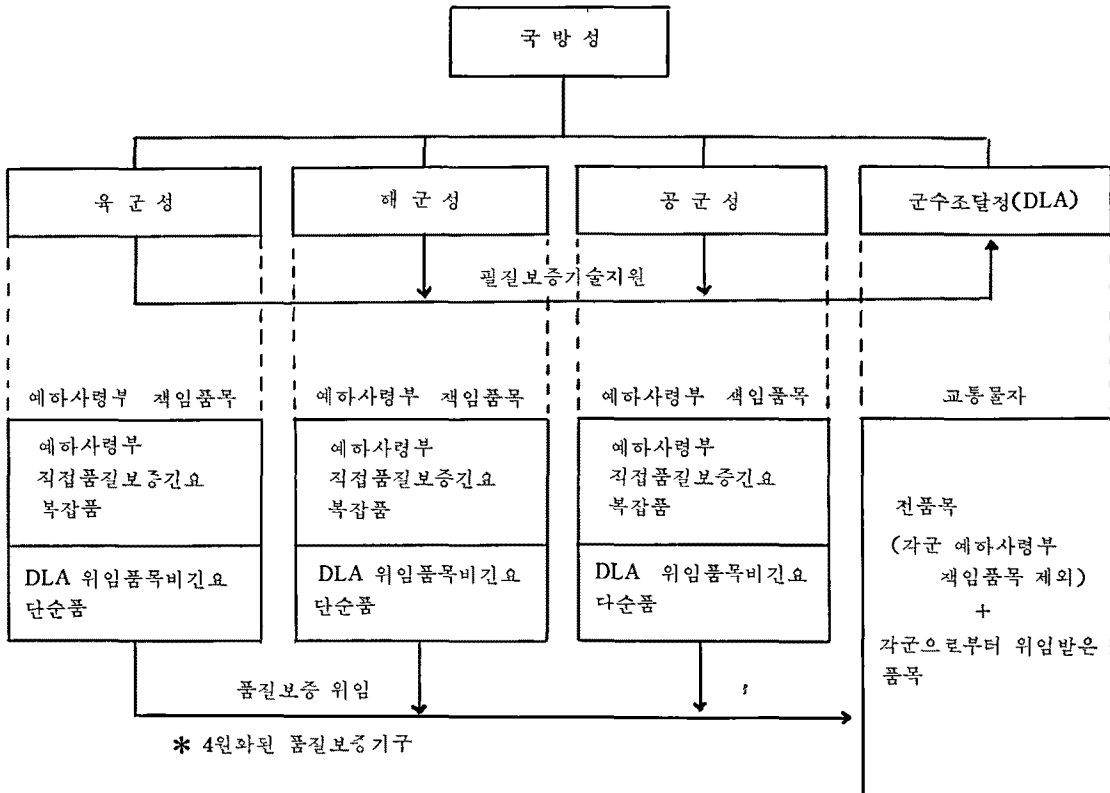 국 방 성
육 군 성
해 군 성
공 군 성
군수조달정(DLA)
필질보증기술지원
예하사령부 책임품목
예하사령부 책임품목
예하사령부 책임품목
교통물자
예하사령부
직접품질보증긴요
복잡품
예하사령부
직접품질보증긴요
복잡품
예하사령부
직접품질보증긴요
복잡품
전품목
(각군 예하사령부
책임품목 제외)
+
각군으로부터 위임받은
품목
DLA 위임품목비긴요
단순품
DLA 위임품목비긴요
단순품
DLA 위임품목비긴요
다순품
품질보증 위임
* 4원화된 품질보증기구